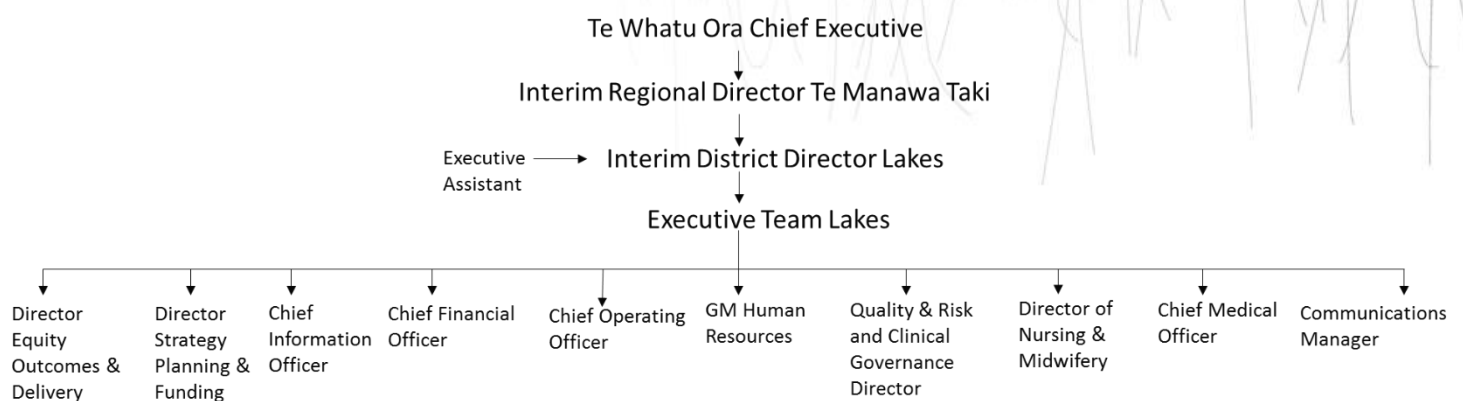 Te Whatu Ora Chief Executive
Interim Regional Director Te Manawa Taki
Executive
Assistant
Interim District Director Lakes
Executive Team Lakes
Director
Equity
Outcomes &
Delivery
Director
Strategy
Planning &
Funding
Chief
Information
Officer
Chief Financial
Officer
Chief Operating
Officer
GM Human
Resources
Quality & Risk
and Clinical
Governance
Director
Director of
Nursing &
Midwifery
Chief Medical
Officer
Communications
Manager